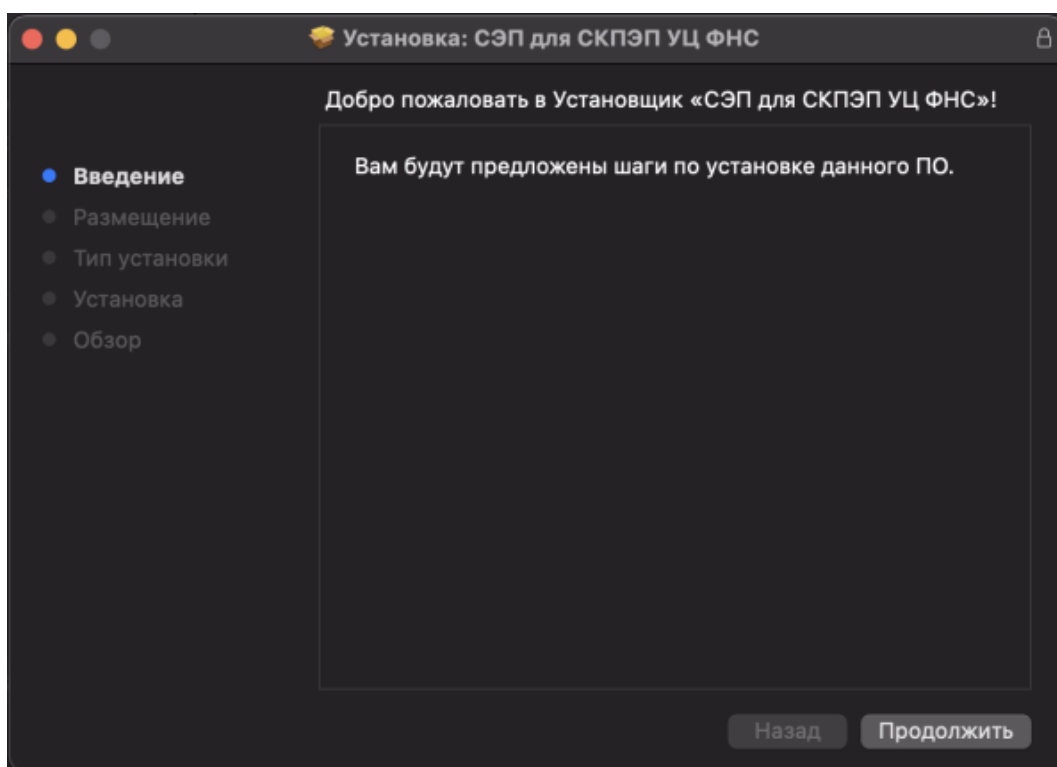 Установка: СЭП для СКПЭП УЦ ФНС
Добро пожаловать в Установщик «СЭП для СКПЭП УЦ ФНС»!
Введение
Размещение
Тип установки
Установка
Обзор
Вам будут предложены шаги по установке данного ПО.
Назад
Продолжить